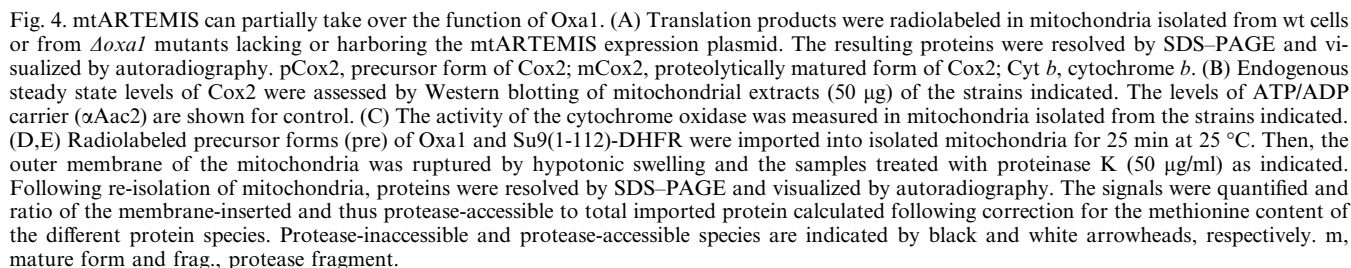 Fig. 4. mtARTEMIS can partially take over the function of Oxa1. (A) Translation products were radiolabeled in mitochondria isolated from wt cells
or from Δoxa1 mutants lacking or harboring the mtARTEMIS expression plasmid. The resulting proteins were resolved by SDS–PAGE and vi-
sualized by autoradiography. pCox2, precursor form of Cox2; mCox2, proteolytically matured form of Cox2; Cyt b, cytochrome b. (B) Endogenous
steady state levels of Cox2 were assessed by Western blotting of mitochondrial extracts (50 μg) of the strains indicated. The levels of ATP/ADP
carrier (αAac2) are shown for control. (C) The activity of the cytochrome oxidase was measured in mitochondria isolated from the strains indicated.
(D,E) Radiolabeled precursor forms (pre) of Oxa1 and Su9(1-112)-DHFR were imported into isolated mitochondria for 25 min at 25 °C. Then, the
outer membrane of the mitochondria was ruptured by hypotonic swelling and the samples treated with proteinase K (50 μg/ml) as indicated.
Following re-isolation of mitochondria, proteins were resolved by SDS–PAGE and visualized by autoradiography. The signals were quantified and
ratio of the membrane-inserted and thus protease-accessible to total imported protein calculated following correction for the methionine content of
the different protein species. Protease-inaccessible and protease-accessible species are indicated by black and white arrowheads, respectively. m,
mature form and frag., protease fragment.